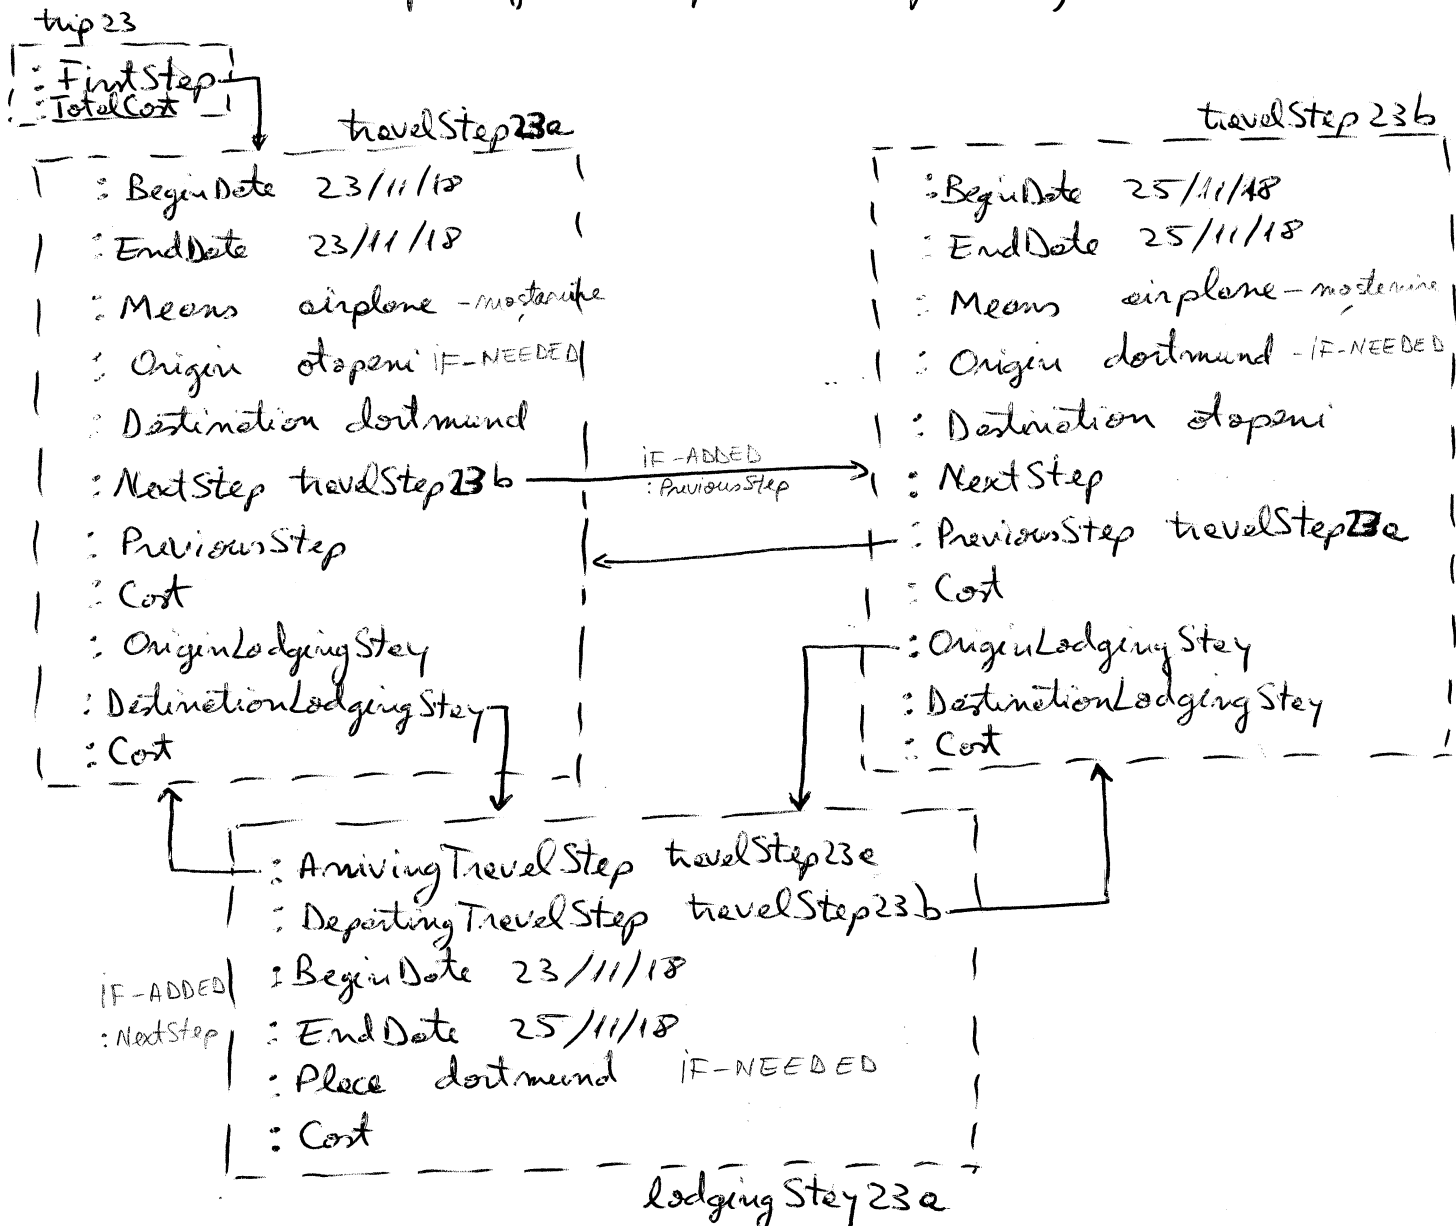 trip23
: FirstStep
: TotalCost
travelStep23a
: BeginDate 23/11/18
: EndDate 23/11/18
: Means airplane - moștenire
: Origin otopeni IF-NEEDED
: Destination dortmund
: NextStep travelStep23b
: PreviousStep
: Cost
: OriginLodgingStay
: DestinationLodgingStay
: Cost
IF-ADDED
: PreviousStep
travelStep23b
: BeginDate 25/11/18
: EndDate 25/11/18
: Means airplane - moștenire
: Origin dortmund - IF-NEEDED
: Destination otopeni
: NextStep
: PreviousStep travelStep23a
: Cost
: OriginLodgingStay
: DestinationLodgingStay
: Cost
: ArrivingTravelStep travelStep23a
: DepartingTravelStep travelStep23b
: BeginDate 23/11/18
: EndDate 25/11/18
: Place dortmund IF-NEEDED
: Cost
IF-ADDED
: NextStep
lodgingStay23a